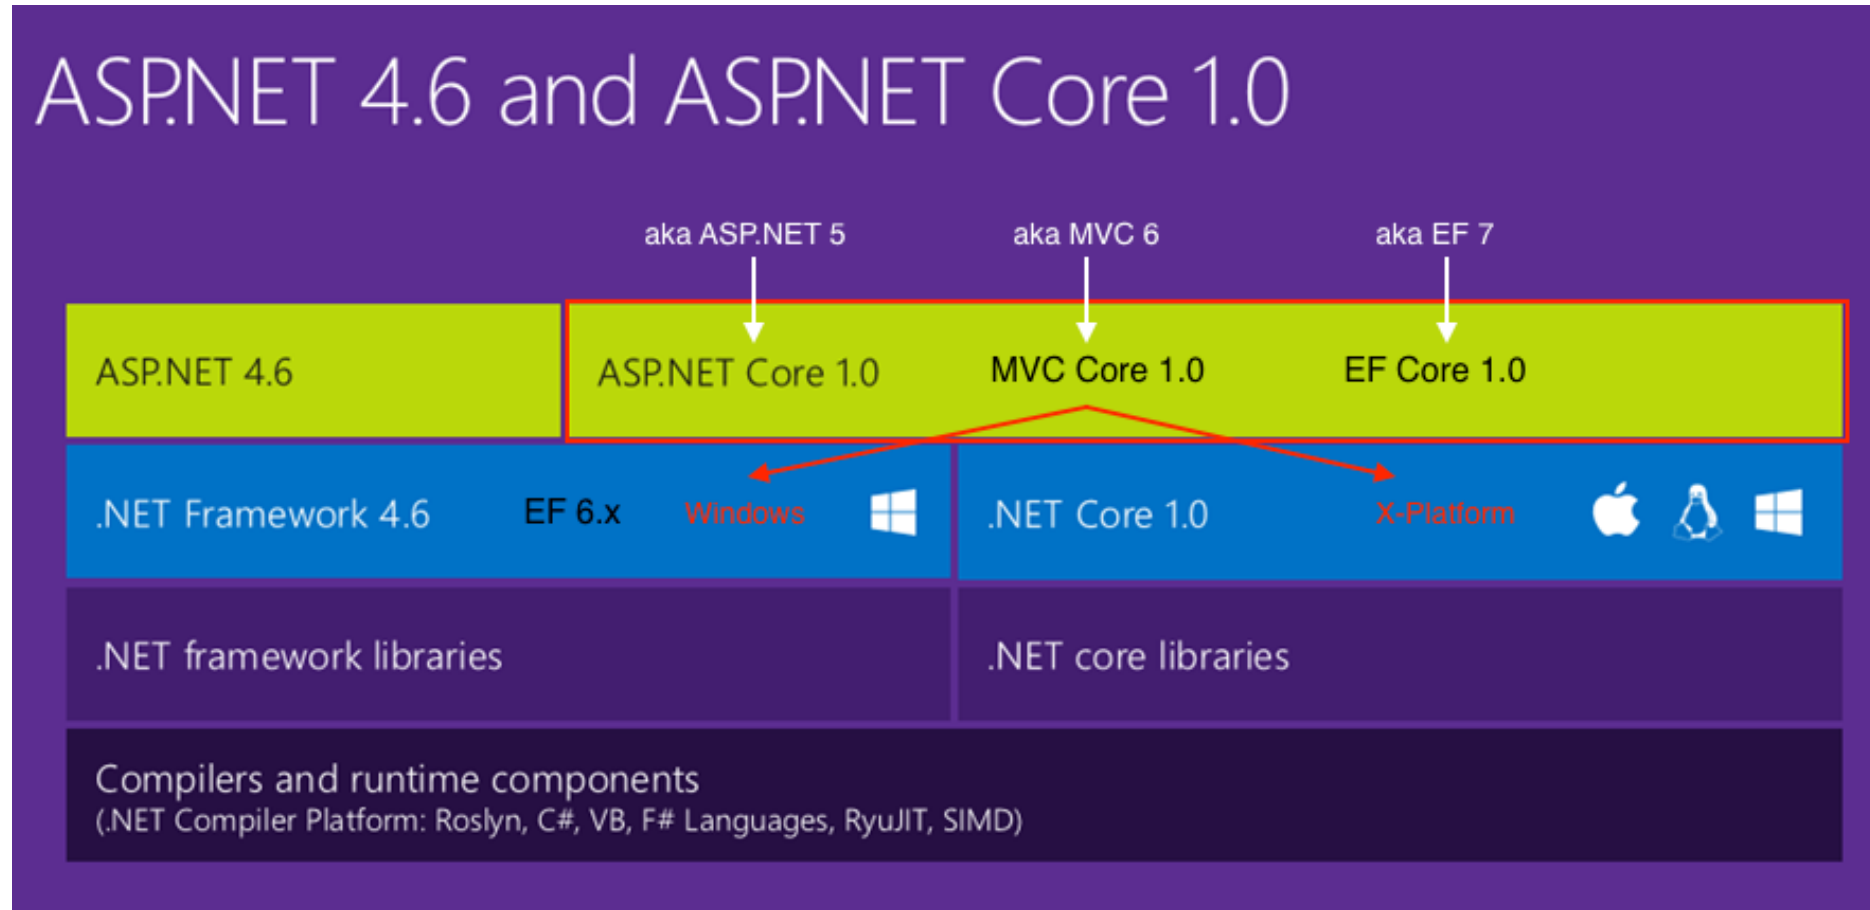 ASP.NET 4.6 and ASP.NET Core 1.0
aka ASP.NET 5
aka MVC 6
aka EF 7
ASP.NET 4.6
ASP.NET Core 1.0
MVC Core 1.0
EF Core 1.0
.NET Framework 4.6
EF 6.x
Windows
.NET Core 1.0
X-Platform
.NET framework libraries
.NET core libraries
Compilers and runtime components
(.NET Compiler Platform: Roslyn, C#, VB, F# Languages, RyuJIT, SIMD)